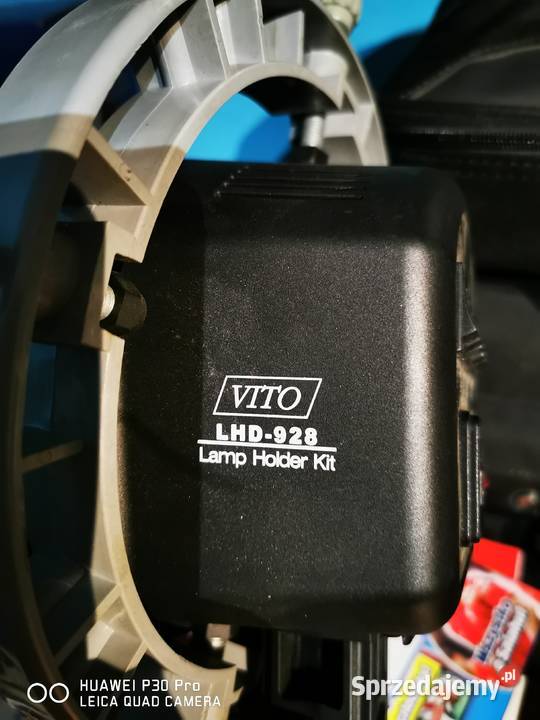 VITO
LHD-928
Lamp Holder Kit
HUAWEI P30 Pro
LEICA QUAD CAMERA
Sprzedajemy.pl